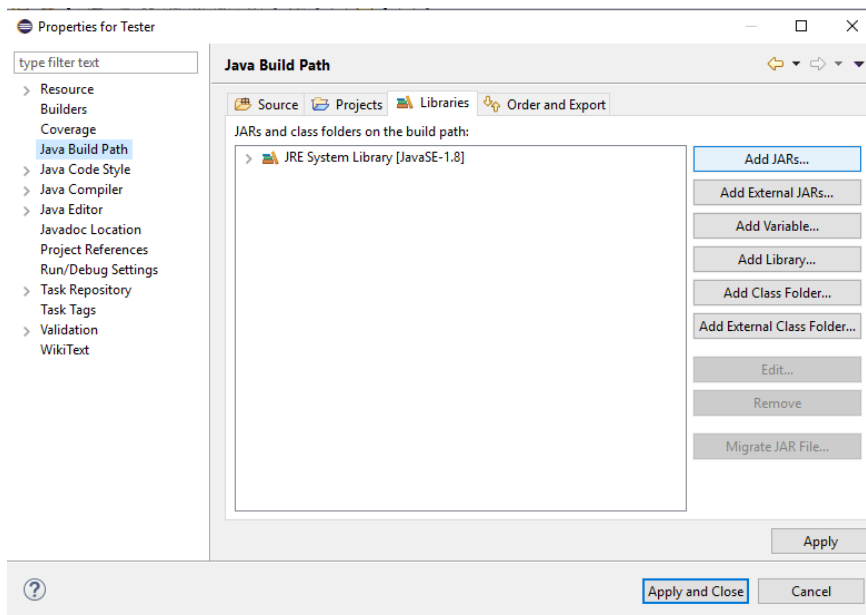 Properties for Tester
type filter text
Resource
Builders
Coverage
Java Build Path
Java Code Style
Java Compiler
Java Editor
Javadoc Location
Project References
Run/Debug Settings
Task Repository
Task Tags
Validation
WikiText
Java Build Path
Source Projects Libraries Order and Export
JARs and class folders on the build path:
JRE System Library [JavaSE-1.8]
Add JARs...
Add External JARs...
Add Variable...
Add Library...
Add Class Folder...
Add External Class Folder...
Edit...
Remove
Migrate JAR File...
Apply
?
Apply and Close Cancel